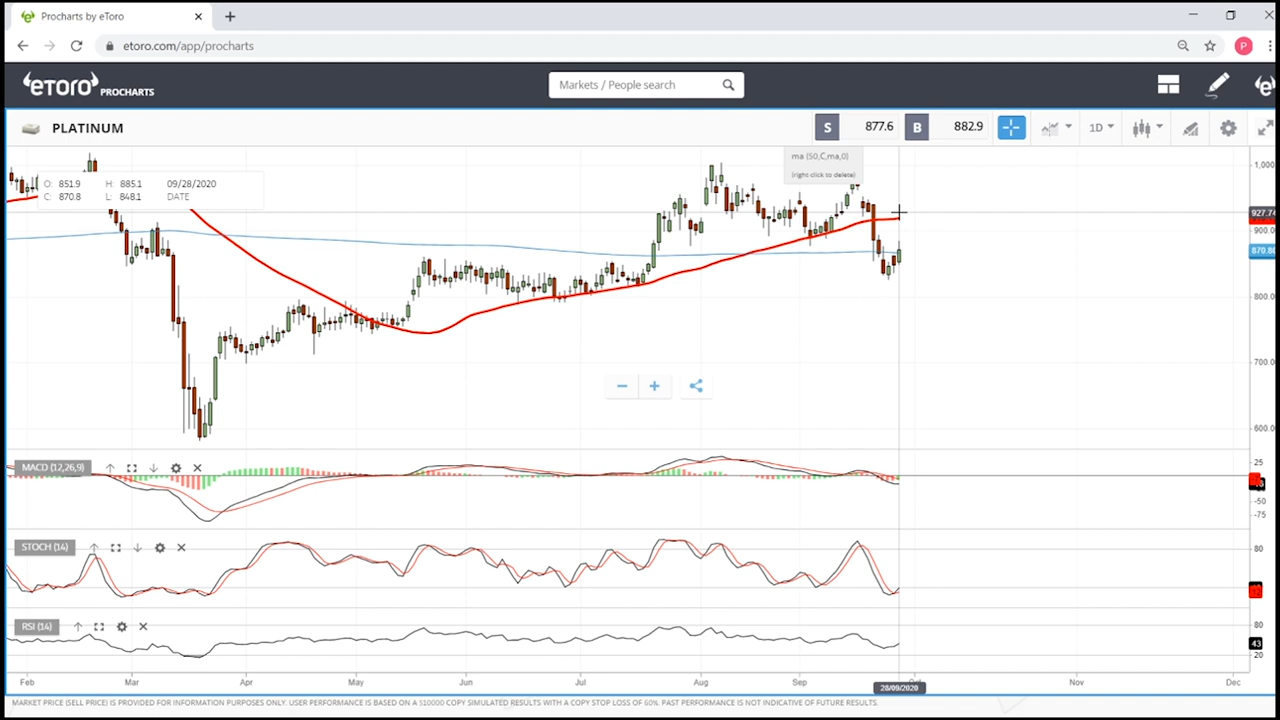 Procharts by eToro
etoro.com/app/procharts
P
eToro PROCHARTS
Markets / People search
PLATINUM
S 877.6 B 882.9
1D
ma (50,C,ma,0)
(right click to delete)
O: 851.9 H: 885.1 09/28/2020
C: 870.8 L: 848.1 DATE
927.74
900.0
870.80
800.0
700.0
600.0
MACD (12,26,9)
25
-50
-75
STOCH (14)
80
RSI (14)
80
43
20
Feb Mar Apr May Jun Jul Aug Sep Nov Dec
28/09/2020
MARKET PRICE (SELL PRICE) IS PROVIDED FOR INFORMATION PURPOSES ONLY. USER PERFORMANCE IS BASED ON A $10000 COPY SIMULATED RESULTS WITH A COPY STOP LOSS OF 60%. PAST PERFORMANCE IS NOT INDICATIVE OF FUTURE RESULTS.